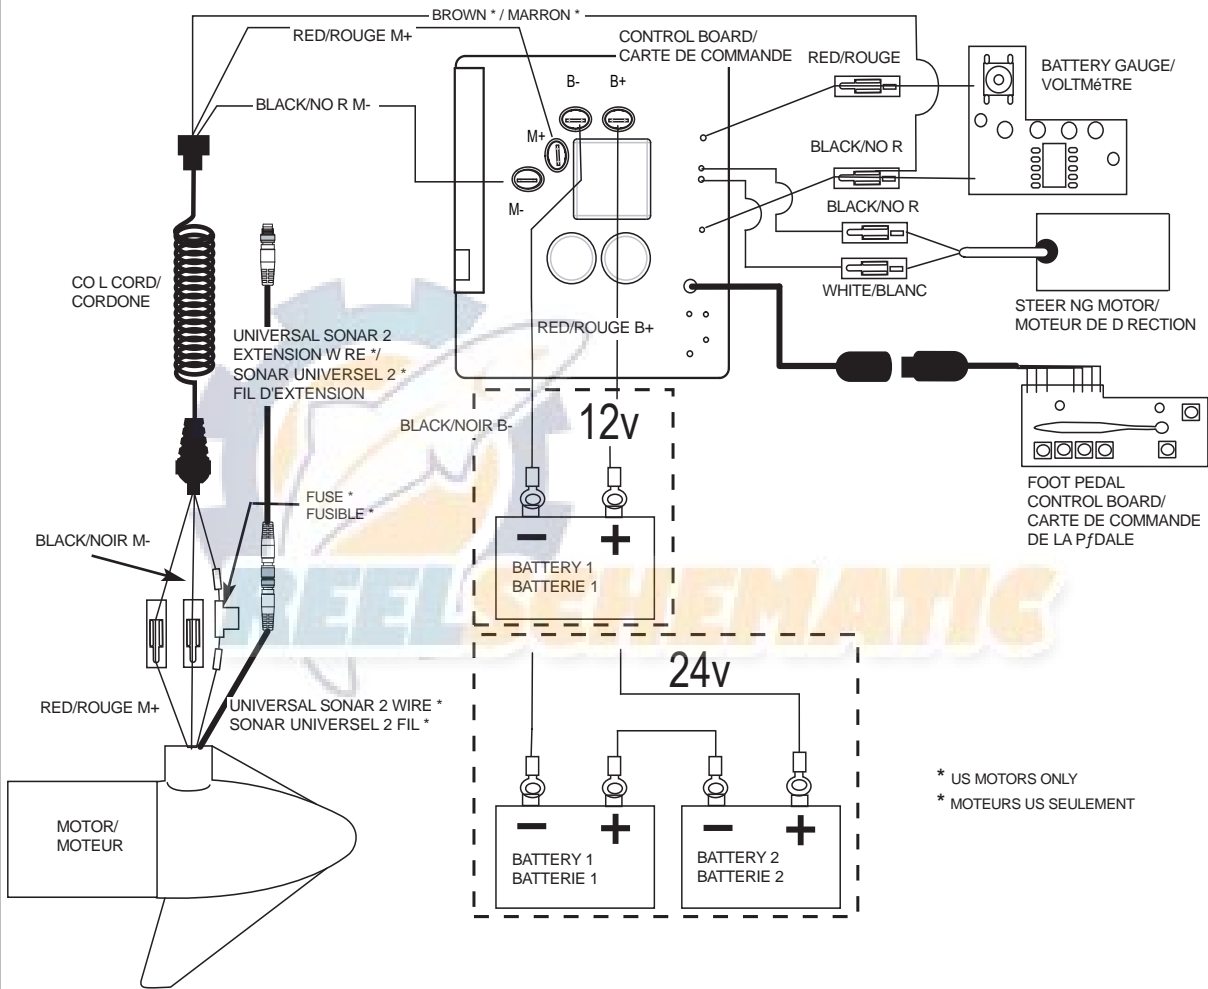 BROWN * / MARRON *
RED/ROUGE M+
CONTROL BOARD/
CARTE DE COMMANDE
RED/ROUGE
BATTERY GAUGE/
VOLTMéTRE
B-
B+
BLACK/NO R M-
M+
M-
BLACK/NO R
BLACK/NO R
WHITE/BLANC
STEER NG MOTOR/
MOTEUR DE D RECTION
CO L CORD/
CORDONE
UNIVERSAL SONAR 2
EXTENSION W RE */
SONAR UNIVERSEL 2 *
FIL D'EXTENSION
RED/ROUGE B+
BLACK/NOIR B-
12v
FOOT PEDAL
CONTROL BOARD/
CARTE DE COMMANDE
DE LA PƒDALE
FUSE *
FUSIBLE *
BLACK/NOIR M-
− +
BATTERY 1
BATTERIE 1
REELSCHEMATIC
24v
RED/ROUGE M+
UNIVERSAL SONAR 2 WIRE *
SONAR UNIVERSEL 2 FIL *
MOTOR/
MOTEUR
− +
BATTERY 1
BATTERIE 1
− +
BATTERY 2
BATTERIE 2
* US MOTORS ONLY
* MOTEURS US SEULEMENT